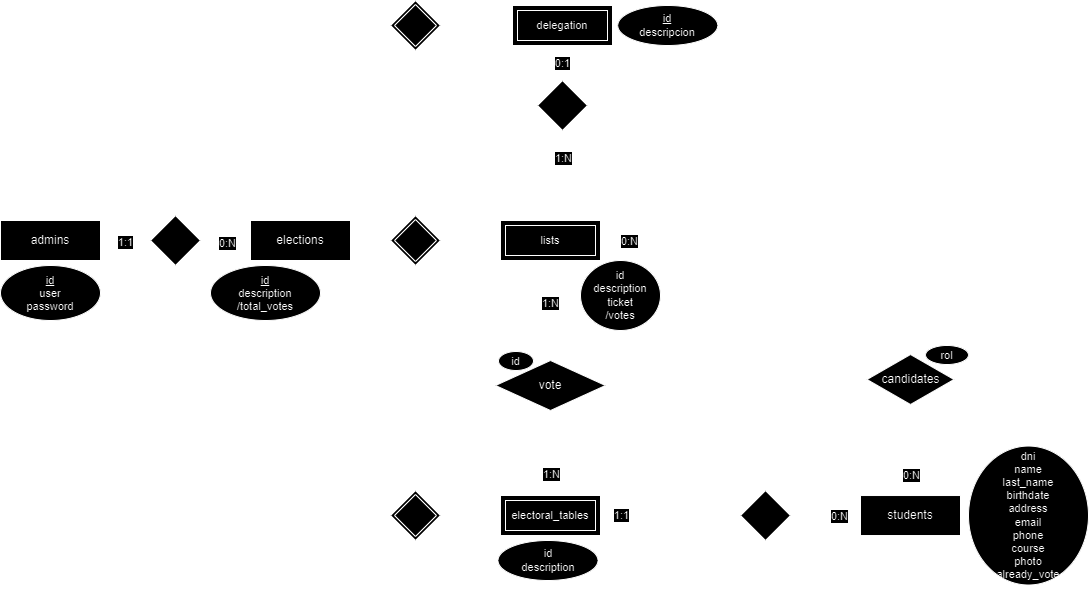 delegation
id
descripcion
0:1
1:N
admins
1:1
0:N
elections
lists
0:N
id
user
password
id
description
/total_votes
id
description
ticket
/votes
1:N
id
vote
rol
candidates
1:N
0:N
electoral_tables
1:1
0:N
students
id
description
dni
name
last_name
birthdate
address
email
phone
course
photo
already_vote